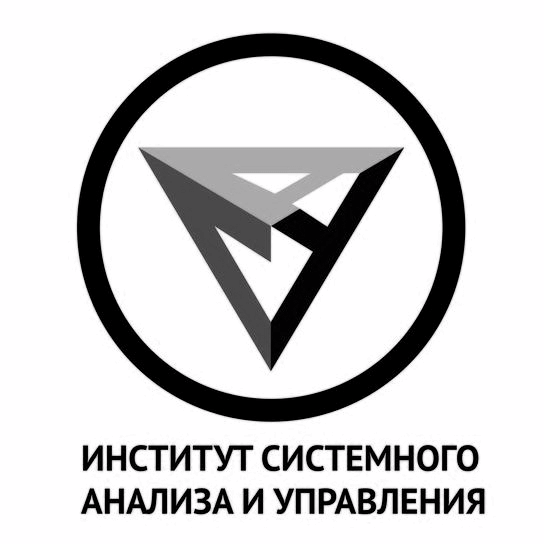 ИНСТИТУТ СИСТЕМНОГО
АНАЛИЗА И УПРАВЛЕНИЯ